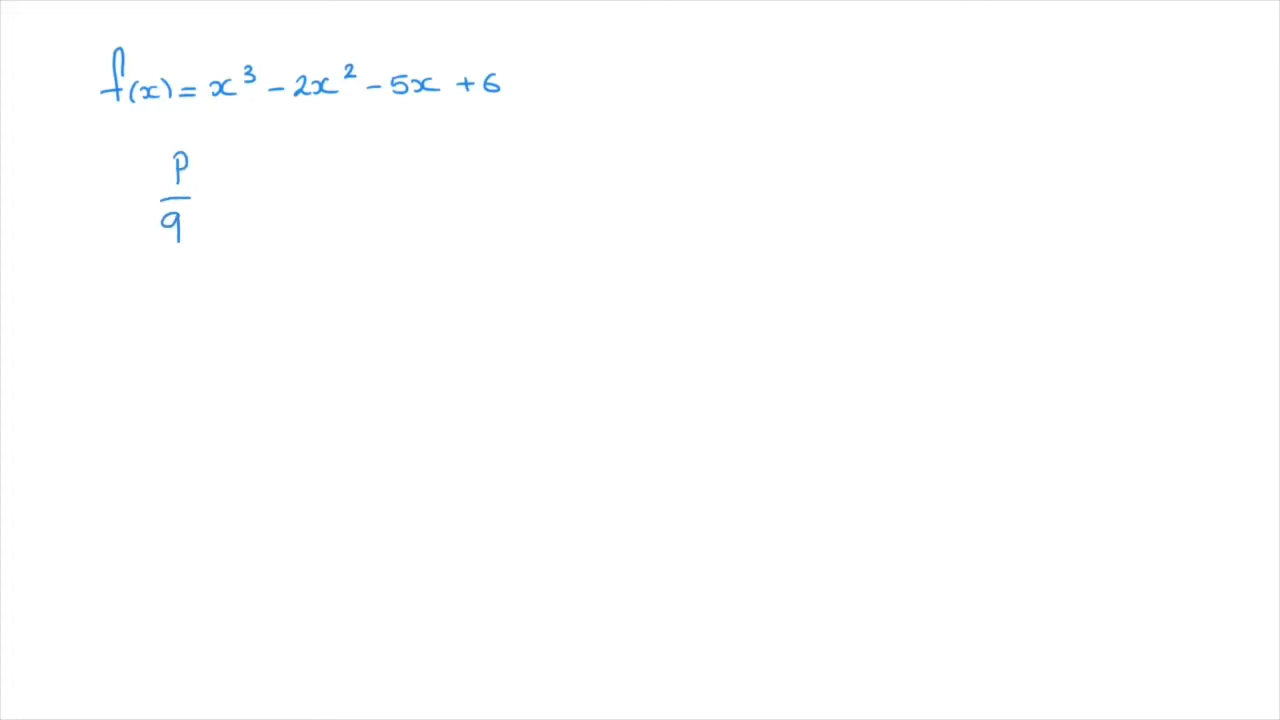 f(x) = x³ - 2x² - 5x + 6
p
q